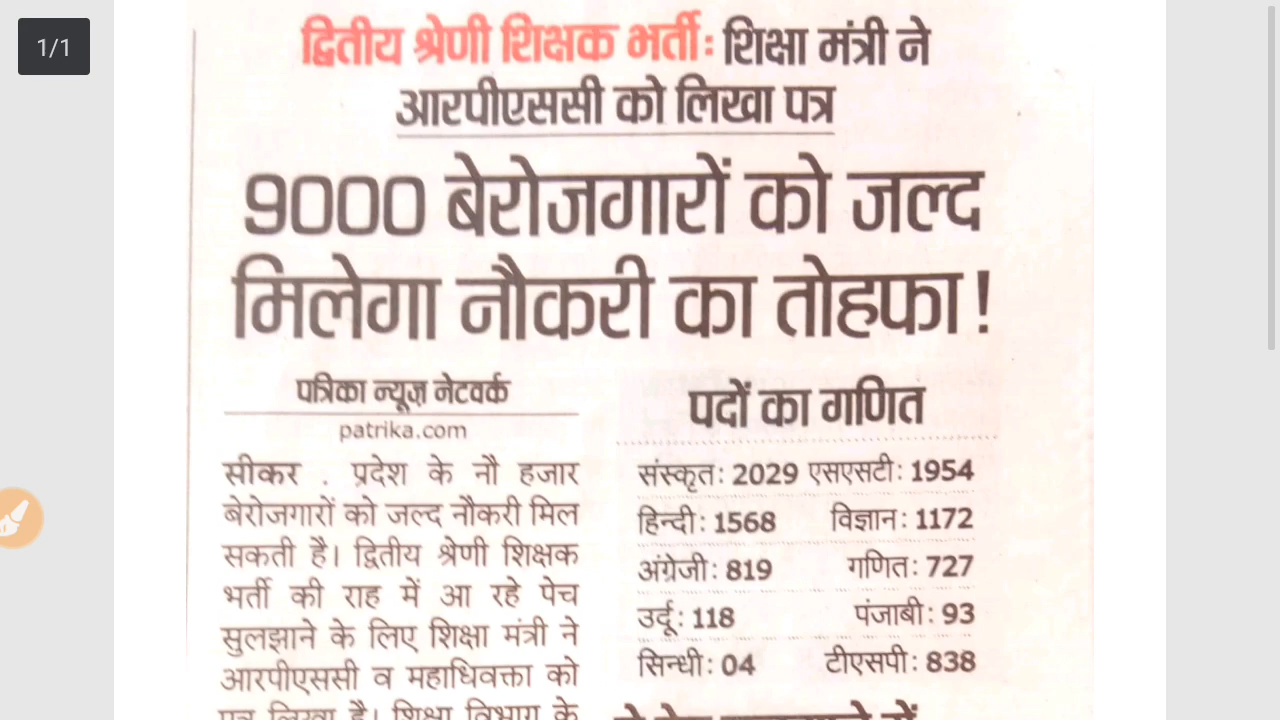 1/1
द्वितीय श्रेणी शिक्षक भर्ती: शिक्षा मंत्री ने
आरपीएससी को लिखा पत्र
9000 बेरोजगारों को जल्द
मिलेगा नौकरी का तोहफा!
पत्रिका न्यूज़ नेटवर्क
patrika.com
सीकर . प्रदेश के नौ हजार
बेरोजगारों को जल्द नौकरी मिल
सकती है। द्वितीय श्रेणी शिक्षक
भर्ती की राह में आ रहे पेच
सुलझाने के लिए शिक्षा मंत्री ने
आरपीएससी व महाधिवक्ता को
पत्र लिखा है। शिक्षा विभाग के
पदों का गणित
संस्कृत: 2029 एसएसटी: 1954
हिन्दी: 1568 विज्ञान: 1172
अंग्रेजी: 819 गणित: 727
उर्दू: 118 पंजाबी: 93
सिन्धी: 04 टीएसपी: 838